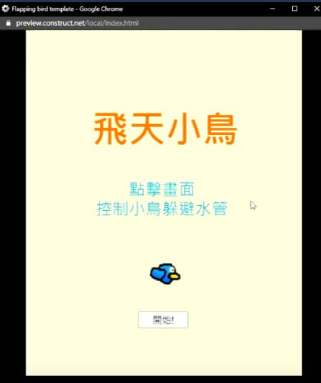 Flapping bird template - Google Chrome
preview.construct.net/local/index.html
飛天小鳥
點擊畫面
控制小鳥躲避水管
開始!